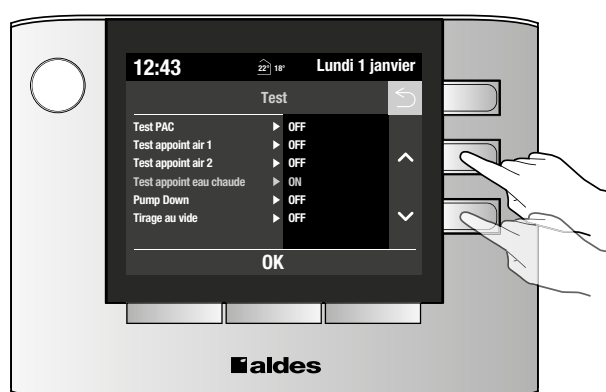 12:43 22° 18° Lundi 1 janvier
Test
Test PAC ▶ OFF
Test appoint air 1 ▶ OFF
Test appoint air 2 ▶ OFF
Test appoint eau chaude ▶ ON
Pump Down ▶ OFF
Tirage au vide ▶ OFF
OK
aldes